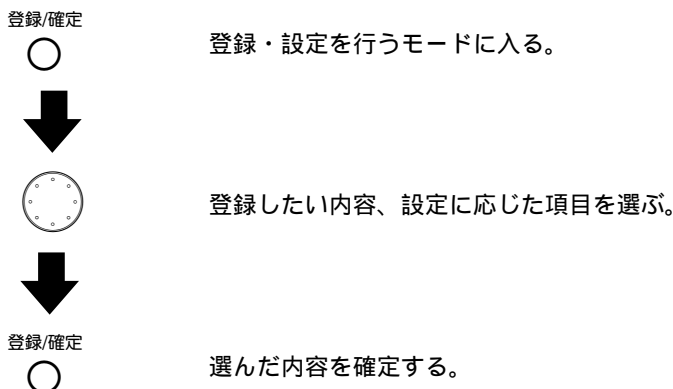 登録/確定
登録・設定を行うモードに入る。
登録したい内容、設定に応じた項目を選ぶ。
登録/確定
選んだ内容を確定する。